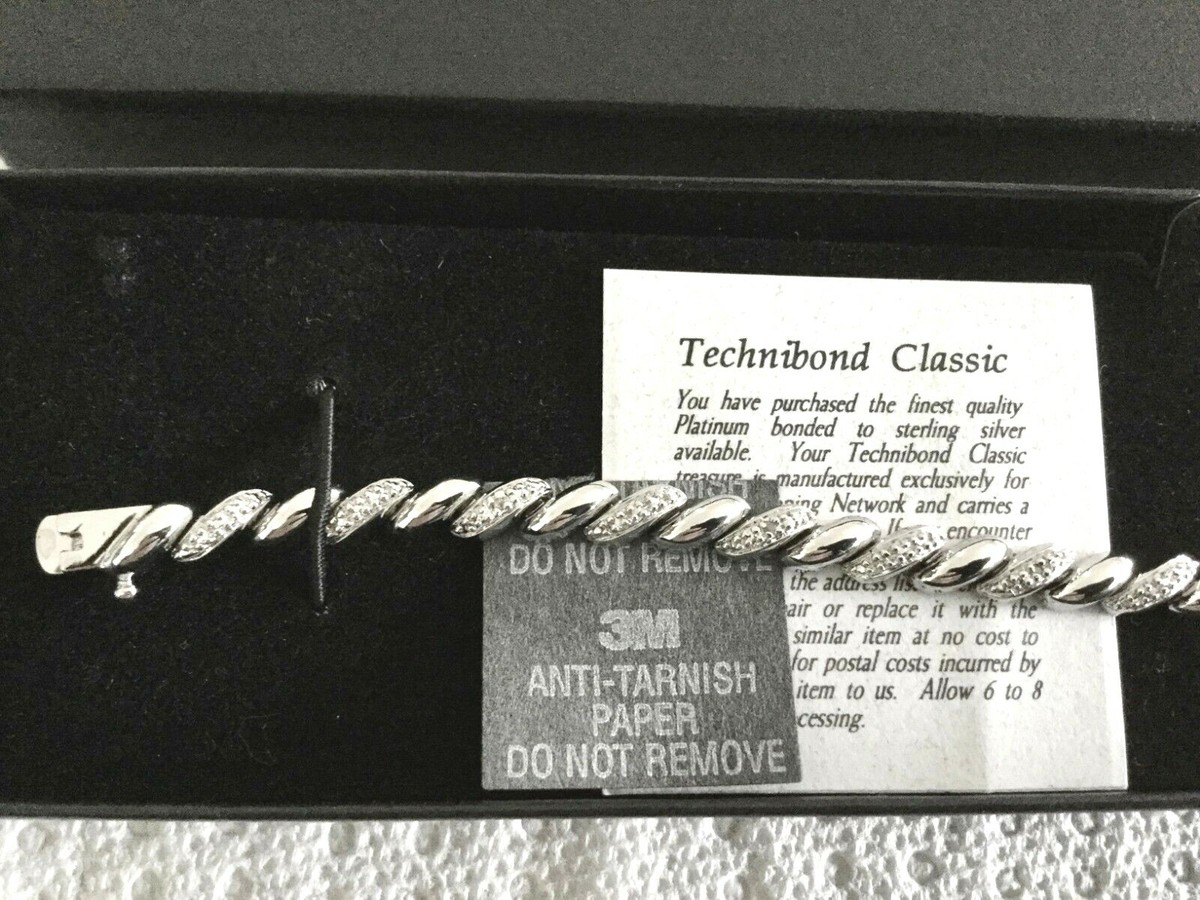 Technibond Classic
You have purchased the finest quality
Platinum bonded to sterling silver
available. Your Technibond Classic
treasure is manufactured exclusively for
Network and carries a
If encounter
the address
or replace it with the
similar item at no cost to
for postal costs incurred by
item to us. Allow 6 to 8
DO NOT REMOVE
3M
ANTI-TARNISH
PAPER
DO NOT REMOVE